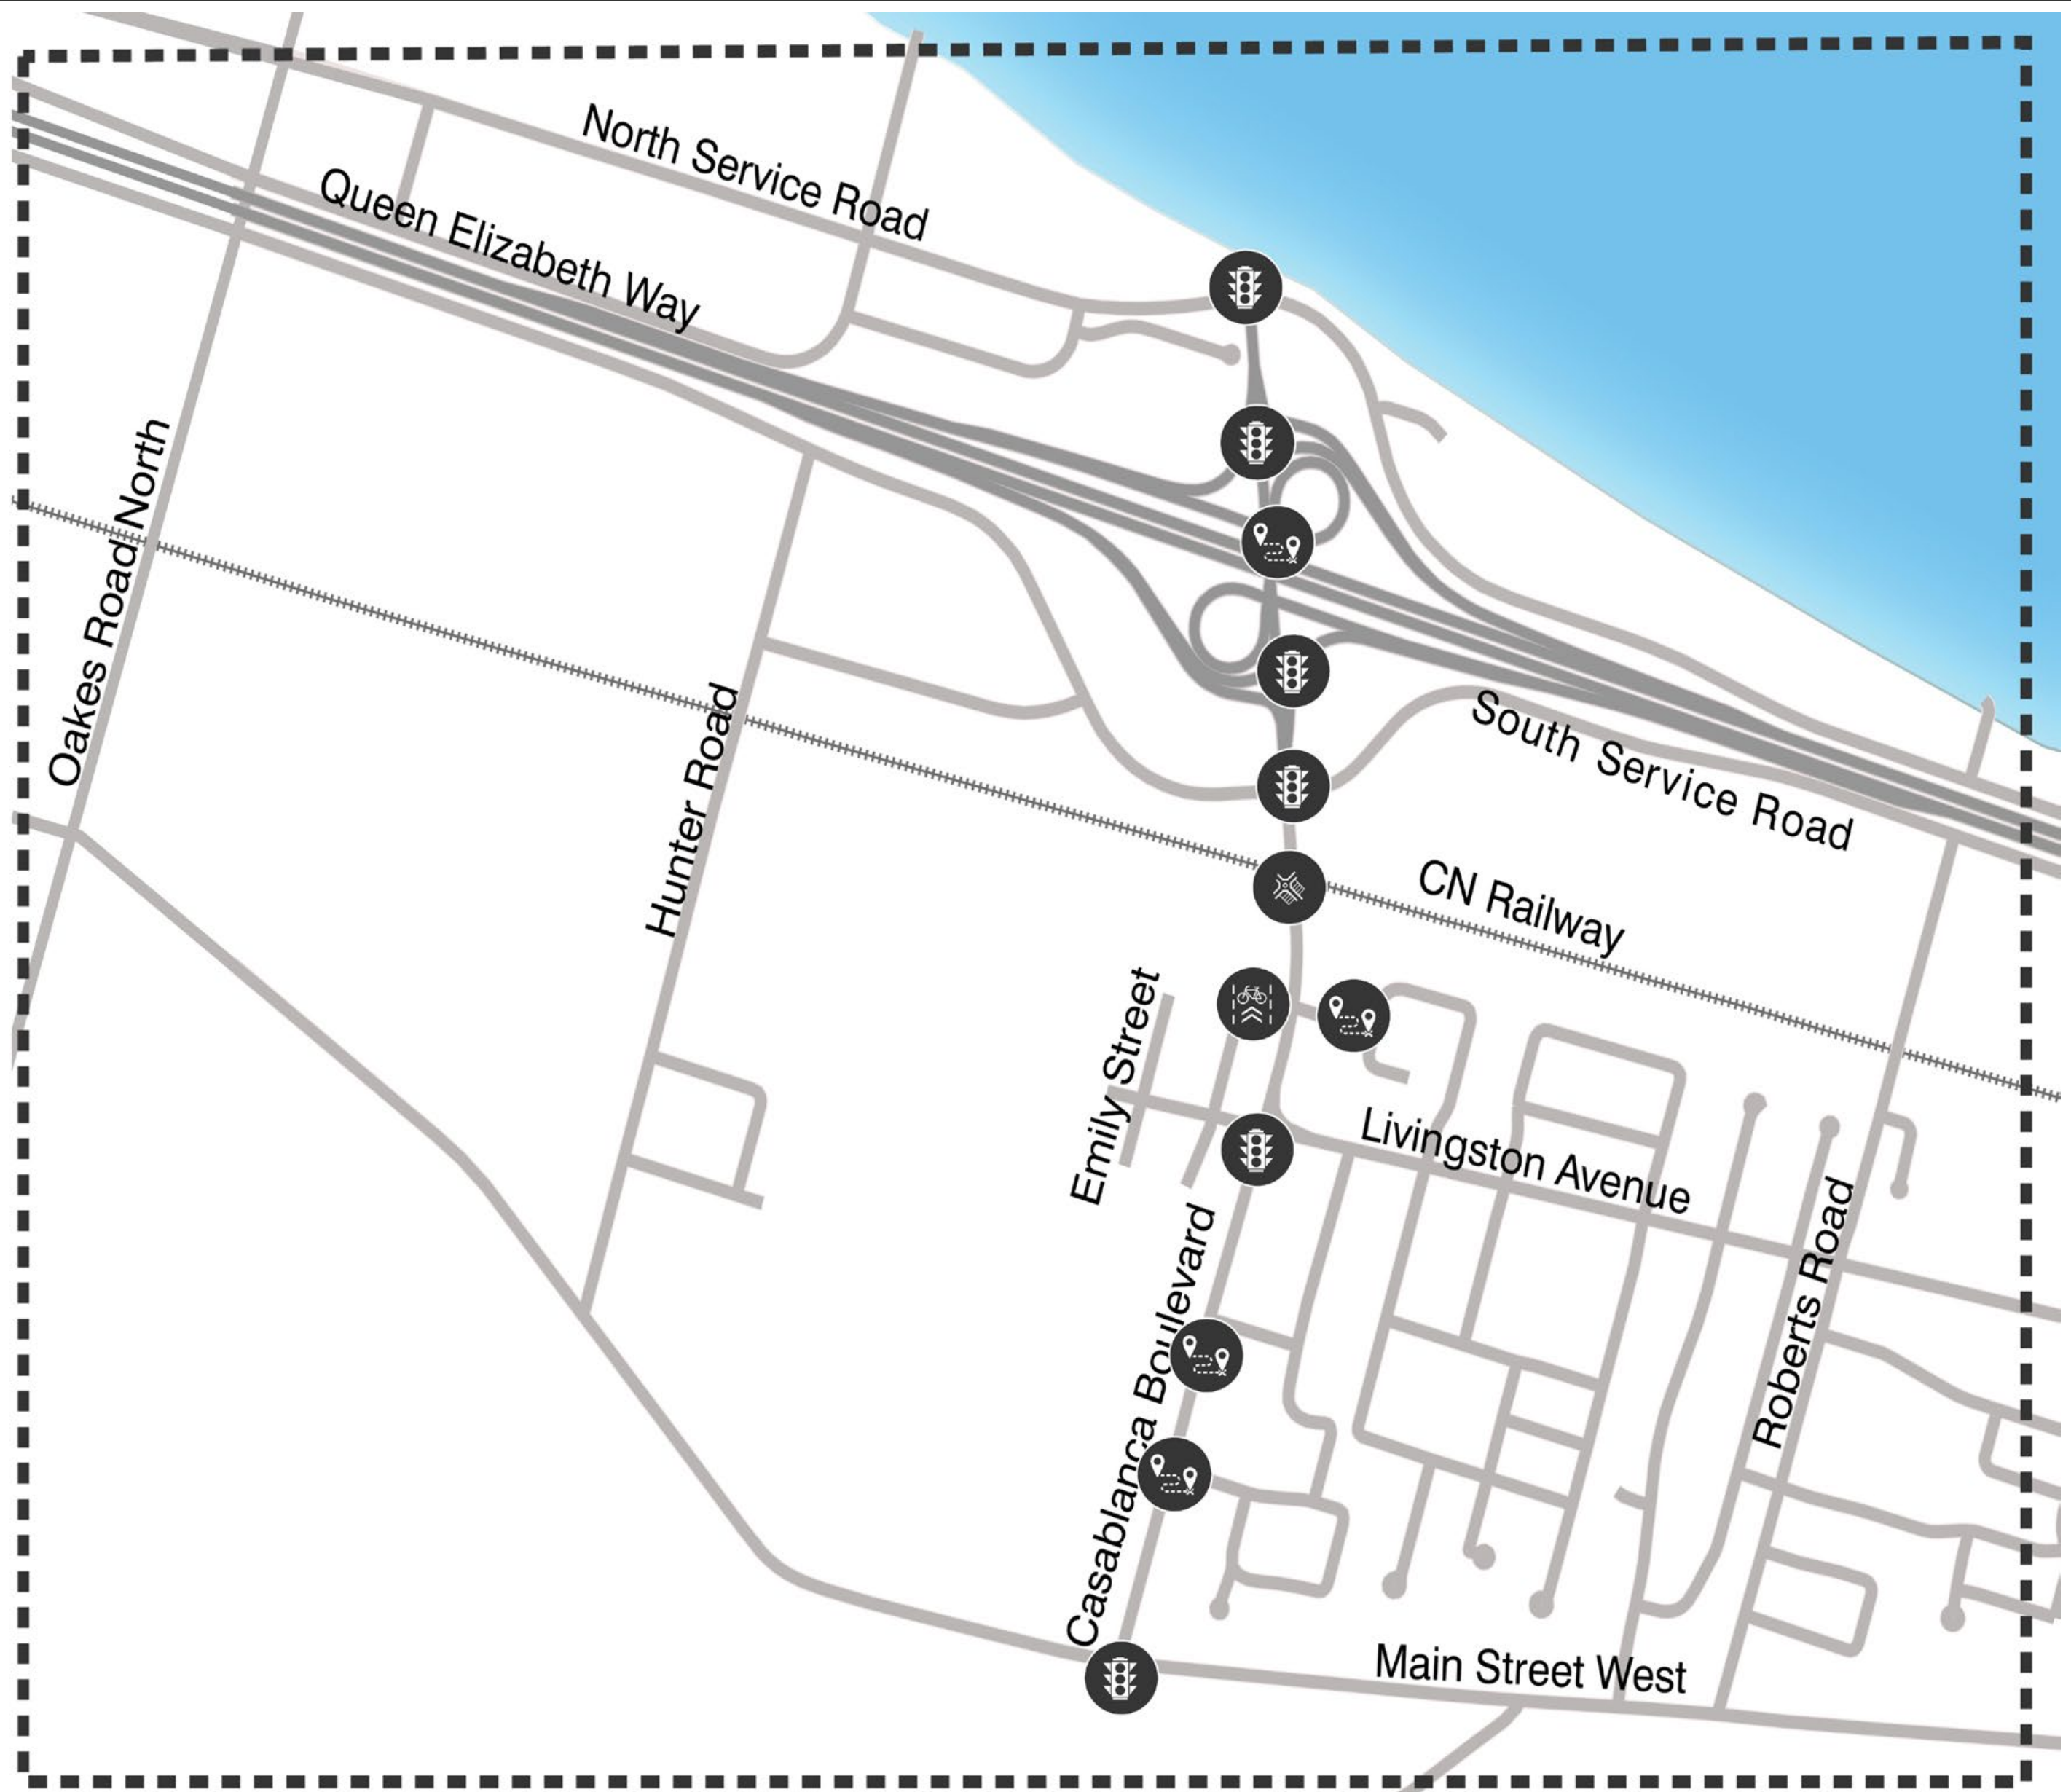 North Service Road
Queen Elizabeth Way
Oakes Road North
Hunter Road
South Service Road
CN Railway
Emily Street
Livingston Avenue
Roberts Road
Casablanca Boulevard
Main Street West